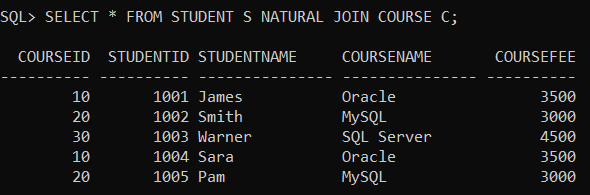 SQL> SELECT * FROM STUDENT S NATURAL JOIN COURSE C;
  COURSEID  STUDENTID STUDENTNAME     COURSENAME       COURSEFEE
---------- ---------- --------------- --------------- ----------
        10       1001 James           Oracle                3500
        20       1002 Smith           MySQL                 3000
        30       1003 Warner          SQL Server            4500
        10       1004 Sara            Oracle                3500
        20       1005 Pam             MySQL                 3000